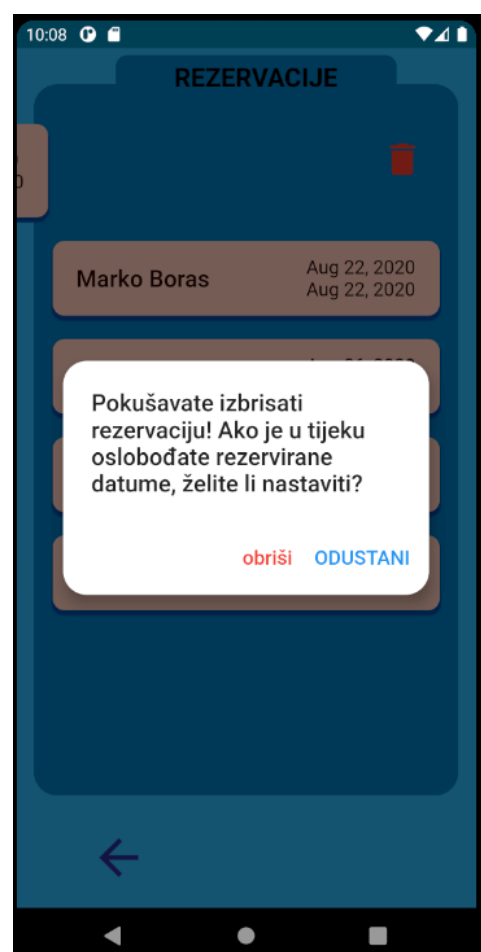 10:08
REZERVACIJE
Marko Boras
Aug 22, 2020
Aug 22, 2020
Pokušavate izbrisati
rezervaciju! Ako je u tijeku
oslobođate rezervirane
datume, želite li nastaviti?
obriši ODUSTANI